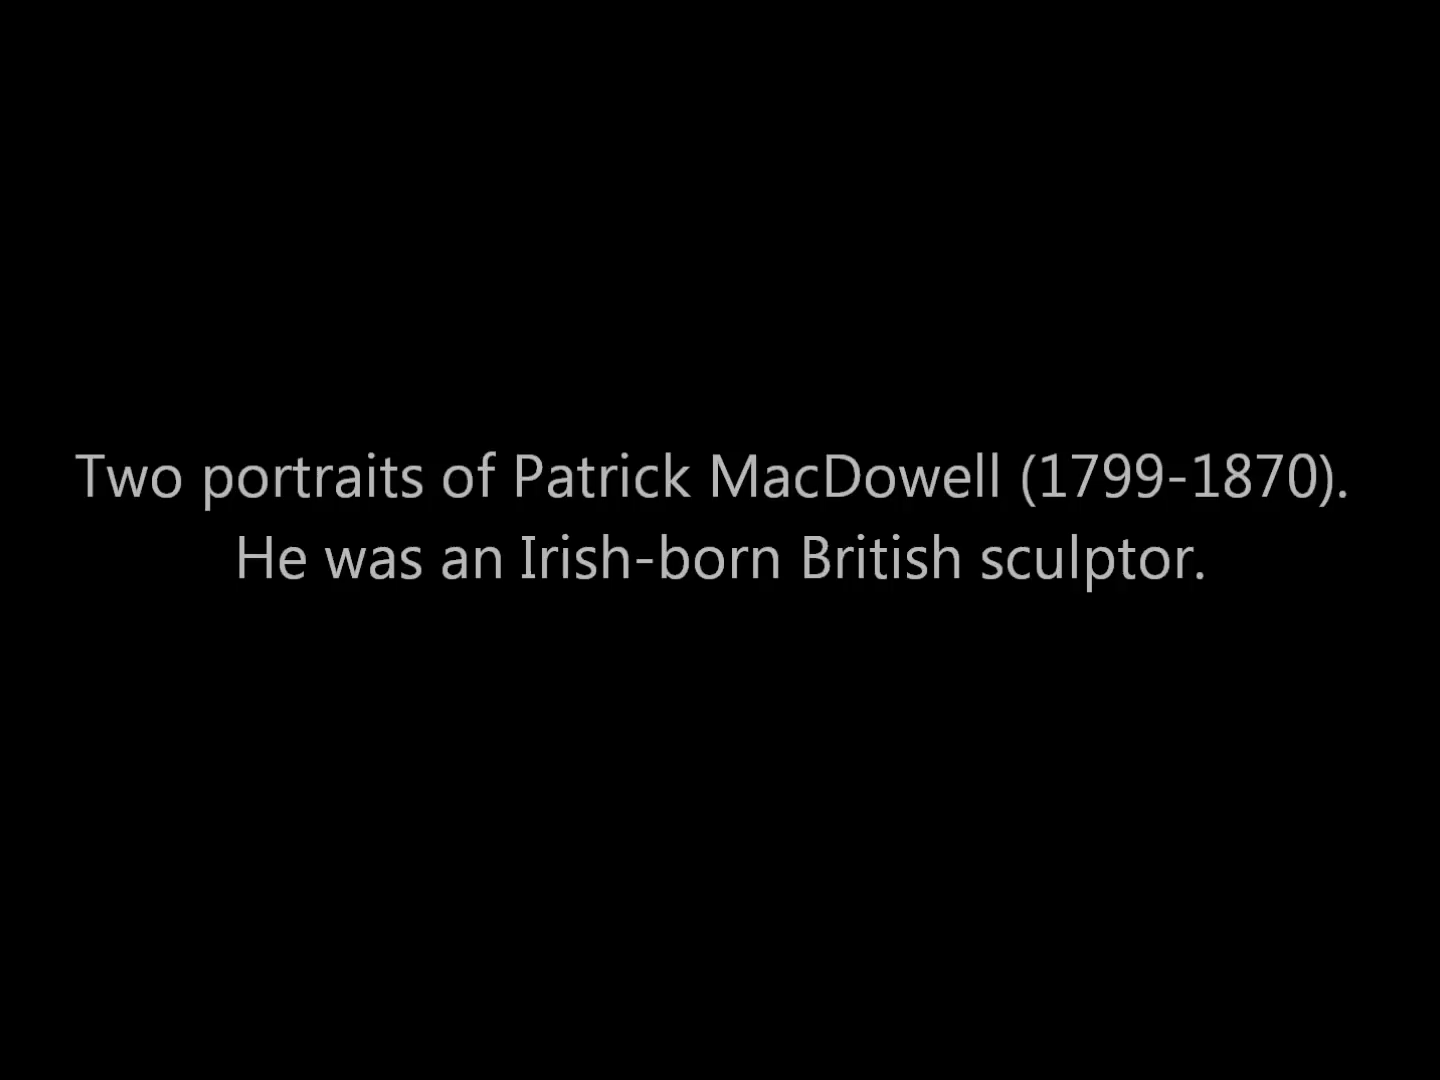 Two portraits of Patrick MacDowell (1799-1870).
He was an Irish-born British sculptor.